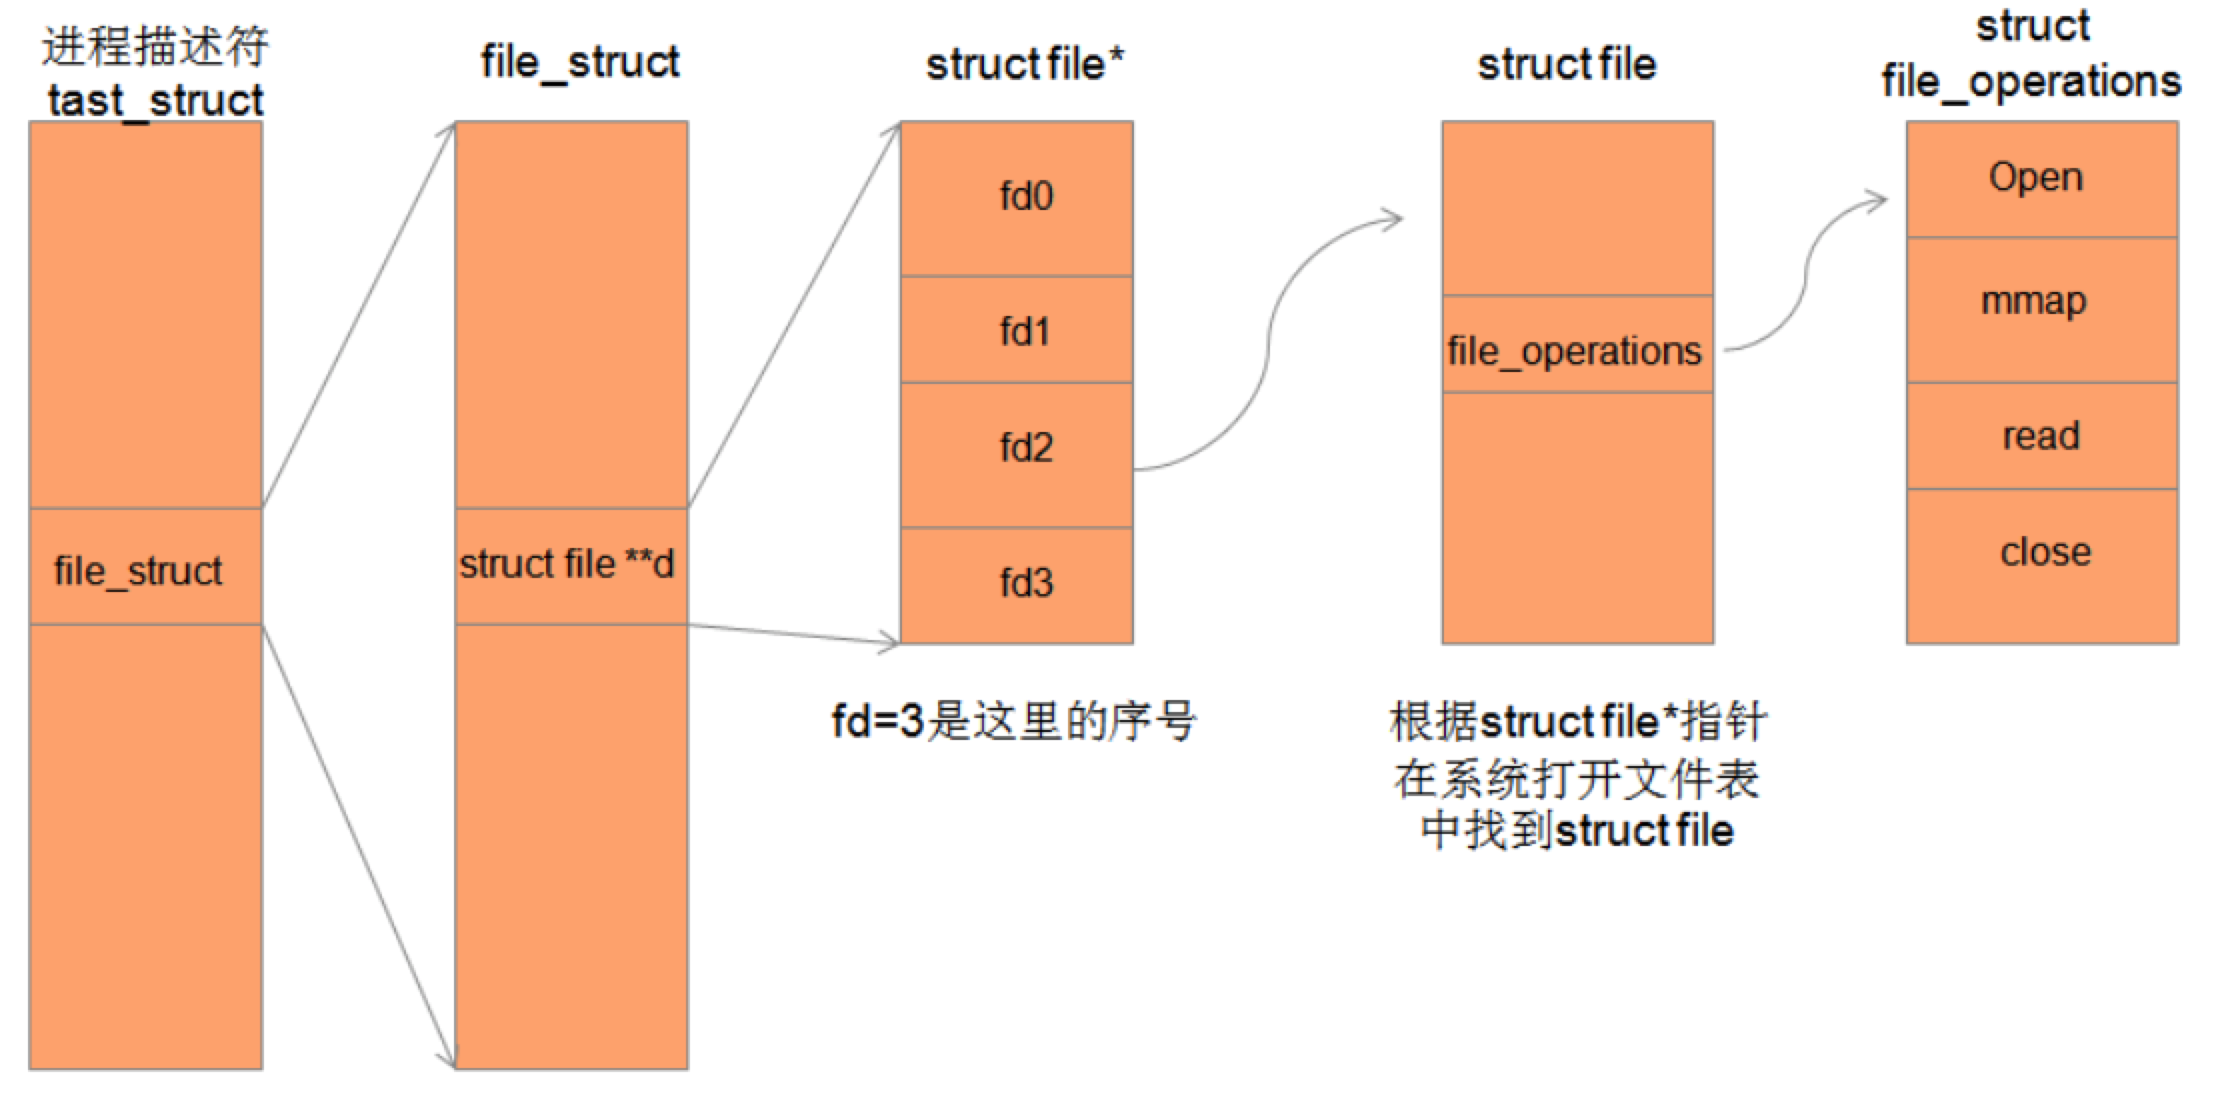 进程描述符
tast_struct
file_struct
file_struct
struct file **d
struct file*
fd0
fd1
fd2
fd3
fd=3是这里的序号
struct file
file_operations
根据struct file*指针
在系统打开文件表
中找到struct file
struct
file_operations
Open
mmap
read
close